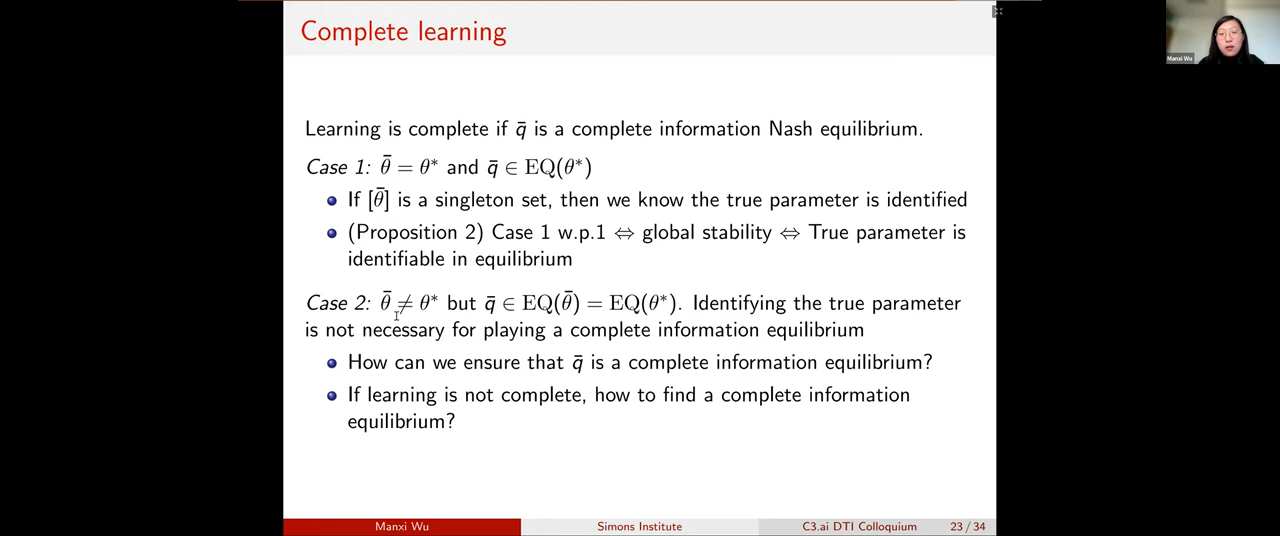 Complete learning
Manxi Wu
Learning is complete if q̄ is a complete information Nash equilibrium.
Case 1: θ̄ = θ* and q̄ ∈ EQ(θ*)
If [θ̄] is a singleton set, then we know the true parameter is identified
(Proposition 2) Case 1 w.p.1 ⇔ global stability ⇔ True parameter is
identifiable in equilibrium
Case 2: θ̄ ≠ θ* but q̄ ∈ EQ(θ̄) = EQ(θ*). Identifying the true parameter
is not necessary for playing a complete information equilibrium
How can we ensure that q̄ is a complete information equilibrium?
If learning is not complete, how to find a complete information
equilibrium?
Manxi Wu Simons Institute C3.ai DTI Colloquium 23 / 34